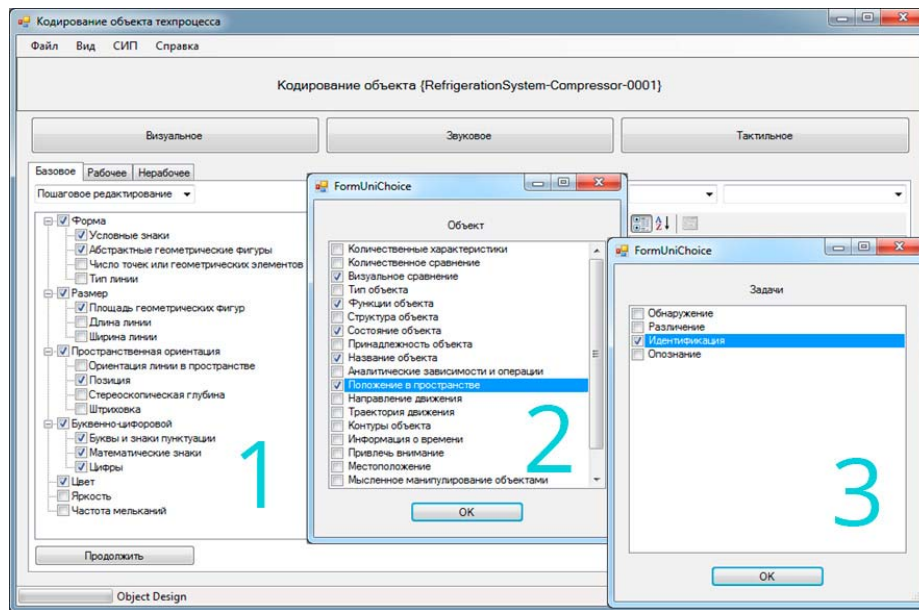 Кодирование объекта техпроцесса
Файл Вид СИП Справка
Кодирование объекта {RefrigerationSystem-Compressor-0001}
Визуальное Звуковое Тактильное
Базовое Рабочее Нерабочее
Пошаговое редактирование
Форма
Условные знаки
Абстрактные геометрические фигуры
Число точек или геометрических элементов
Тип линии
Размер
Площадь геометрических фигур
Длина линии
Ширина линии
Пространственная ориентация
Ориентация линии в пространстве
Позиция
Стереоскопическая глубина
Штриховка
Буквенно-цифоровой
Буквы и знаки пунктуации
Математические знаки
Цифры
Цвет
Яркость
Частота мельканий
1
Продолжить
Object Design
FormUniChoice
Объект
Количественные характеристики
Количественное сравнение
Визуальное сравнение
Тип объекта
Функции объекта
Структура объекта
Состояние объекта
Принадлежность объекта
Название объекта
Аналитические зависимости и операции
Положение в пространстве
Направление движения
Траектория движения
Контуры объекта
Информация о времени
Привлечь внимание
Местоположение
Мысленное манипулирование объектами
2
OK
FormUniChoice
Задачи
Обнаружение
Различение
Идентификация
Опознание
3
OK